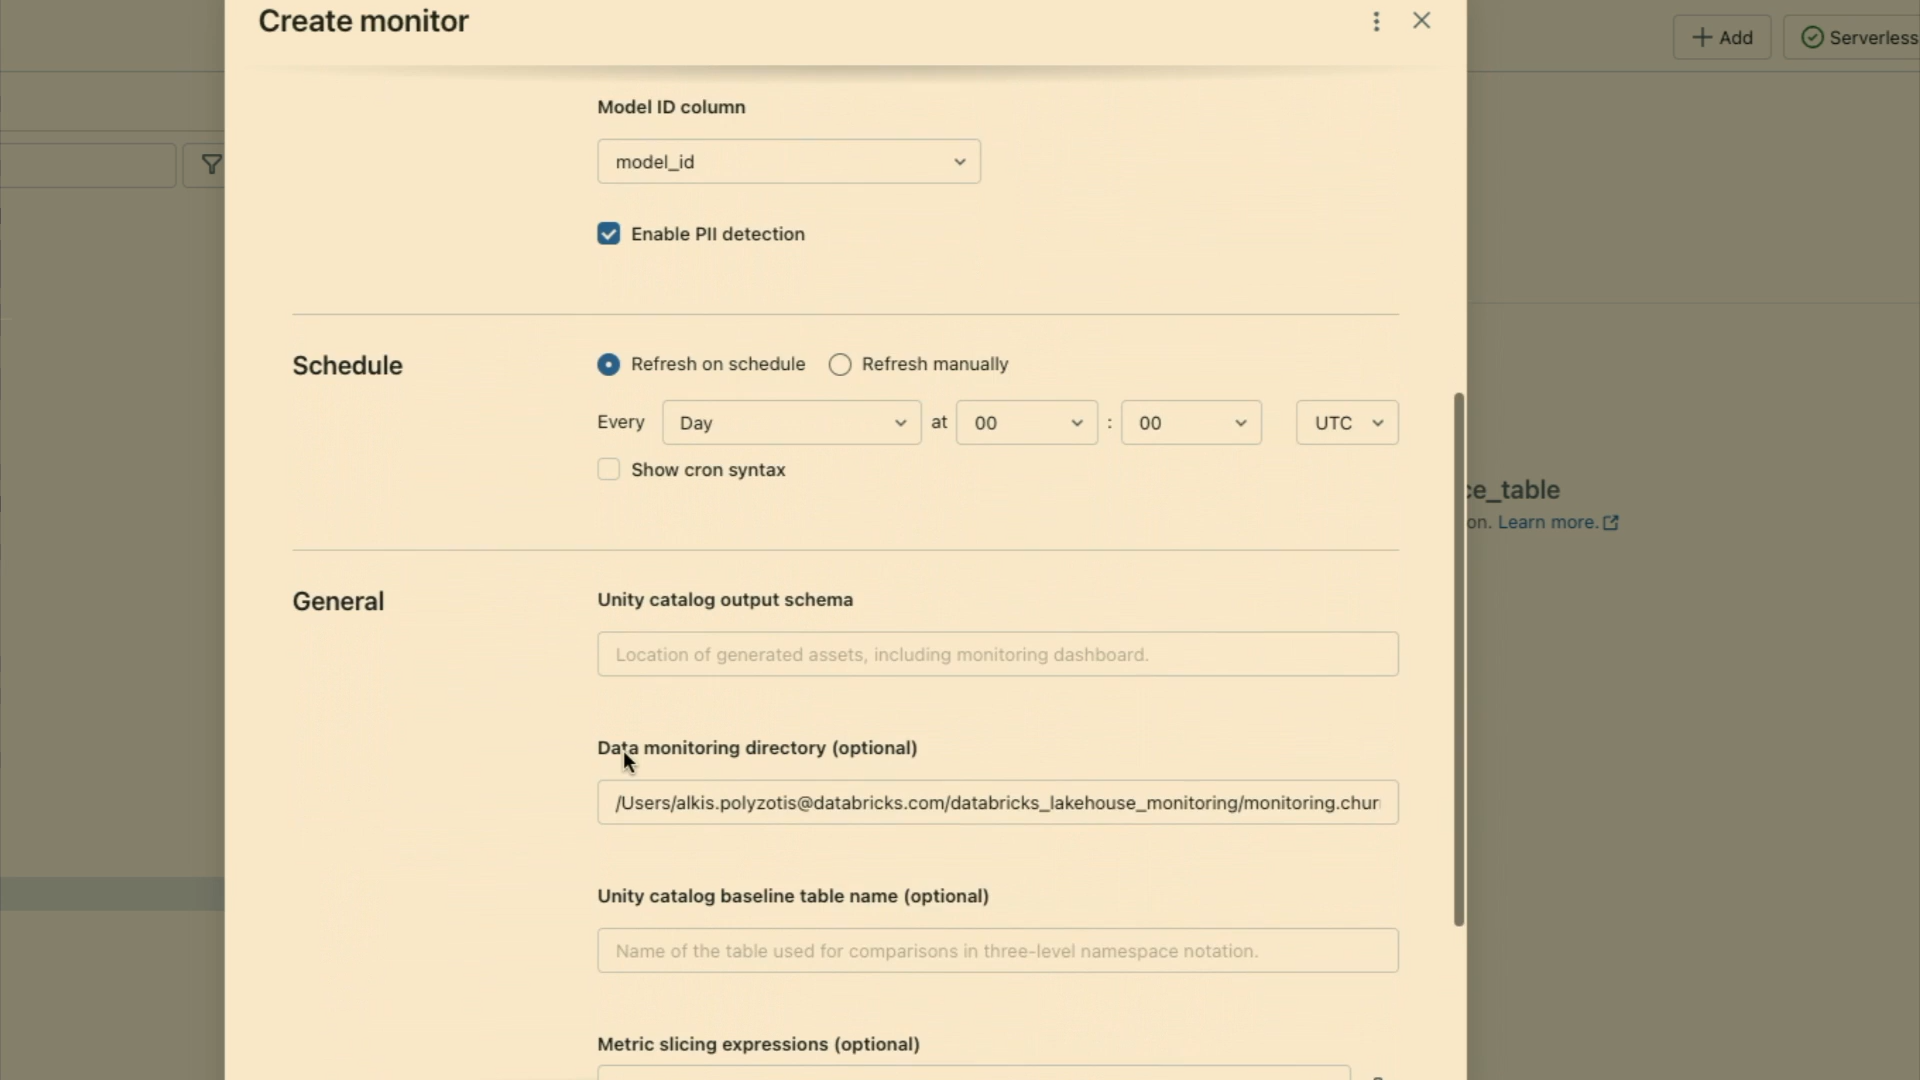 Create monitor
Add
Serverless
Model ID column
model_id
Enable PII detection
Schedule
Refresh on schedule
Refresh manually
Every
Day
at
00
:
00
UTC
Show cron syntax
ce_table
on. Learn more.
General
Unity catalog output schema
Location of generated assets, including monitoring dashboard.
Data monitoring directory (optional)
/Users/alkis.polyzotis@databricks.com/databricks_lakehouse_monitoring/monitoring.chur
Unity catalog baseline table name (optional)
Name of the table used for comparisons in three-level namespace notation.
Metric slicing expressions (optional)